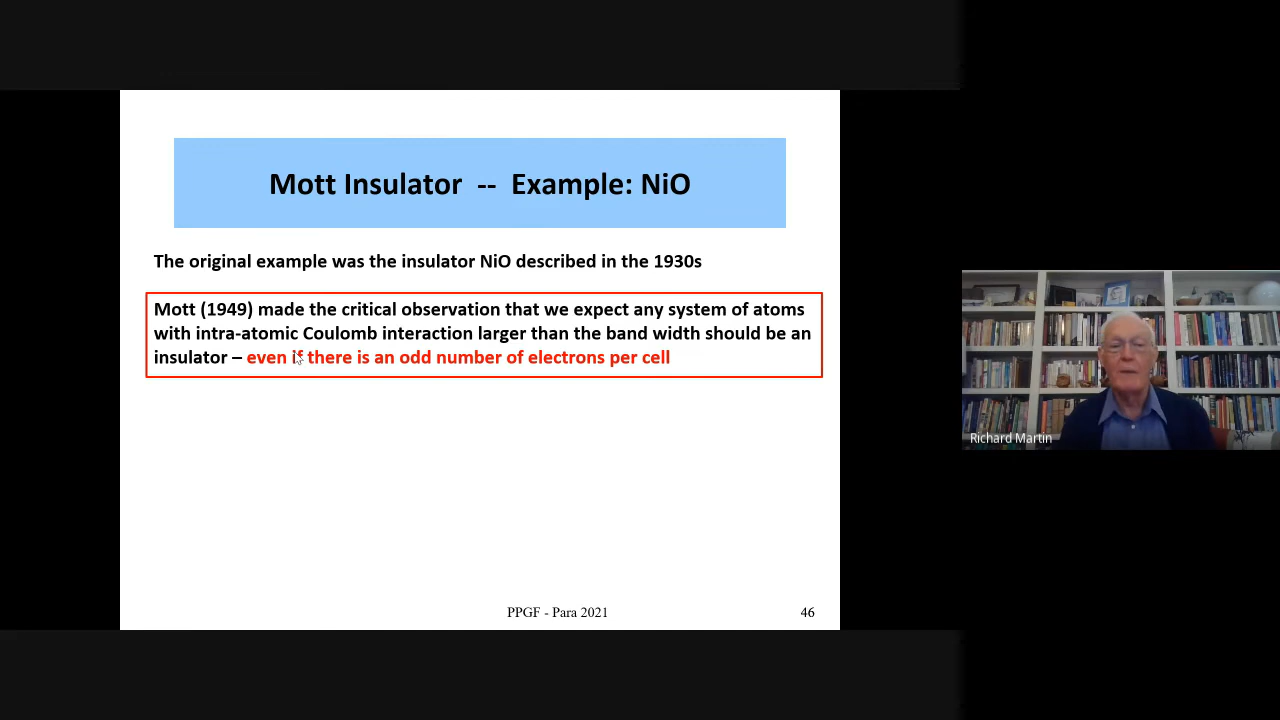 Mott Insulator -- Example: NiO
The original example was the insulator NiO described in the 1930s
Mott (1949) made the critical observation that we expect any system of atoms
with intra-atomic Coulomb interaction larger than the band width should be an
insulator – even if there is an odd number of electrons per cell
PPGF - Para 2021
46
Richard Martin